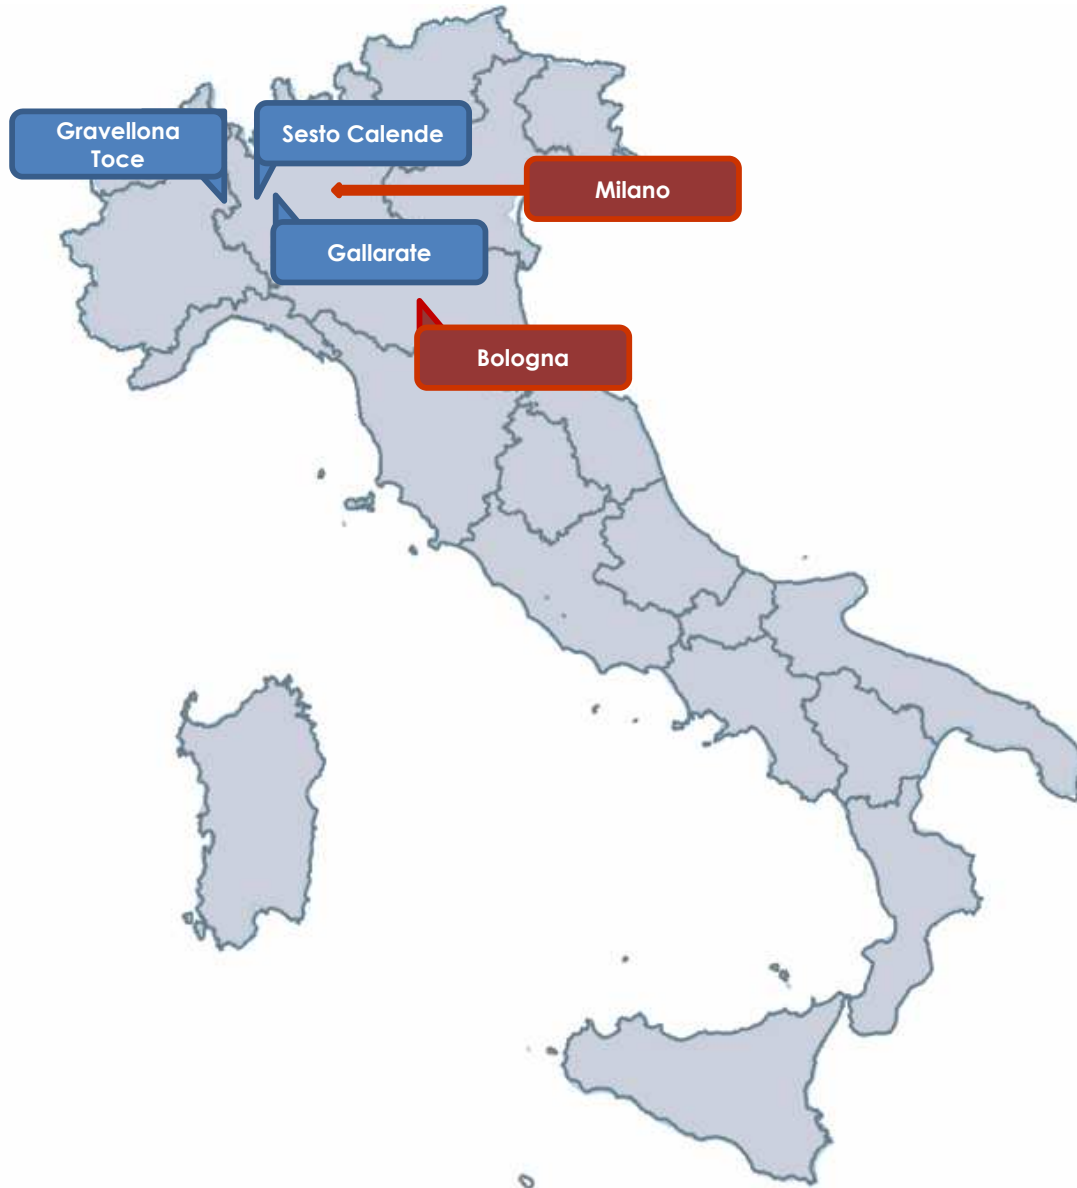 Gravellona
Toce
Sesto Calende
Milano
Gallarate
Bologna